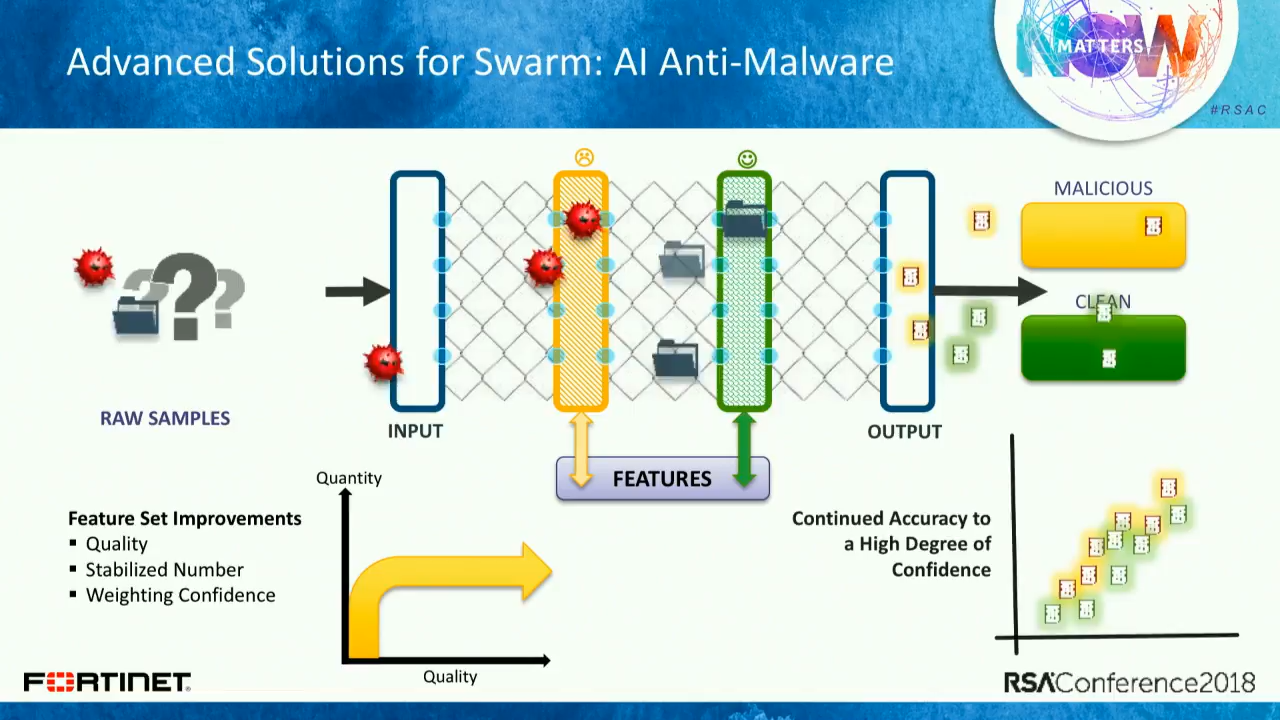 Advanced Solutions for Swarm: AI Anti-Malware
NOW
MATTERS
#RSAC
MALICIOUS
CLEAN
???
RAW SAMPLES
INPUT
OUTPUT
FEATURES
Quantity
Feature Set Improvements
▪ Quality
▪ Stabilized Number
▪ Weighting Confidence
Quality
Continued Accuracy to
a High Degree of
Confidence
FORTINET
RSAConference2018